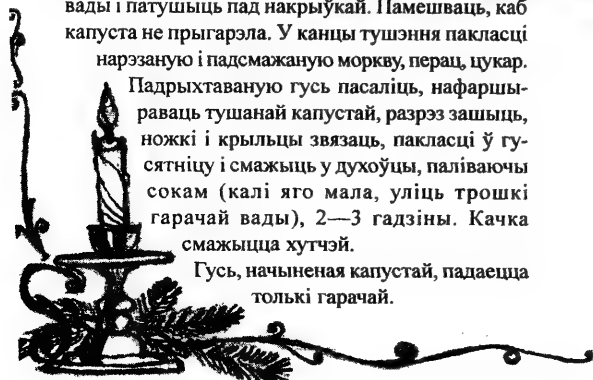 вады і патушыць пад накрыўкай. Памешваць, каб
капуста не прыгарэла. У канцы тушэння пакласці
нарэзаную і падсмажаную моркву, перац, цукар.
Падрыхтаваную гусь пасаліць, нафаршы-
раваць тушанай капустай, разрэз зашыць,
ножкі і крыльцы звязаць, пакласці ў гу-
сятніцу і смажыць у духоўцы, паліваючы
сокам (калі яго мала, уліць трошкі
гарачай вады), 2—3 гадзіны. Качка
смажыцца хутчэй.
Гусь, начыненая капустай, падаецца
толькі гарачай.